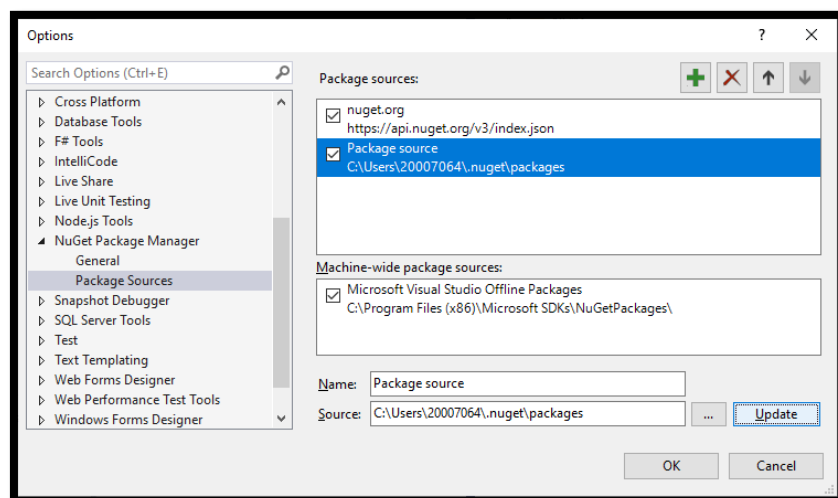 Options
?
Search Options (Ctrl+E)
Cross Platform
Database Tools
F# Tools
IntelliCode
Live Share
Live Unit Testing
Node.js Tools
NuGet Package Manager
General
Package Sources
Snapshot Debugger
SQL Server Tools
Test
Text Templating
Web Forms Designer
Web Performance Test Tools
Windows Forms Designer
Package sources:
nuget.org
https://api.nuget.org/v3/index.json
Package source
C:\Users\20007064\.nuget\packages
Machine-wide package sources:
Microsoft Visual Studio Offline Packages
C:\Program Files (x86)\Microsoft SDKs\NuGetPackages\
Name: Package source
Source: C:\Users\20007064\.nuget\packages ... Update
OK Cancel